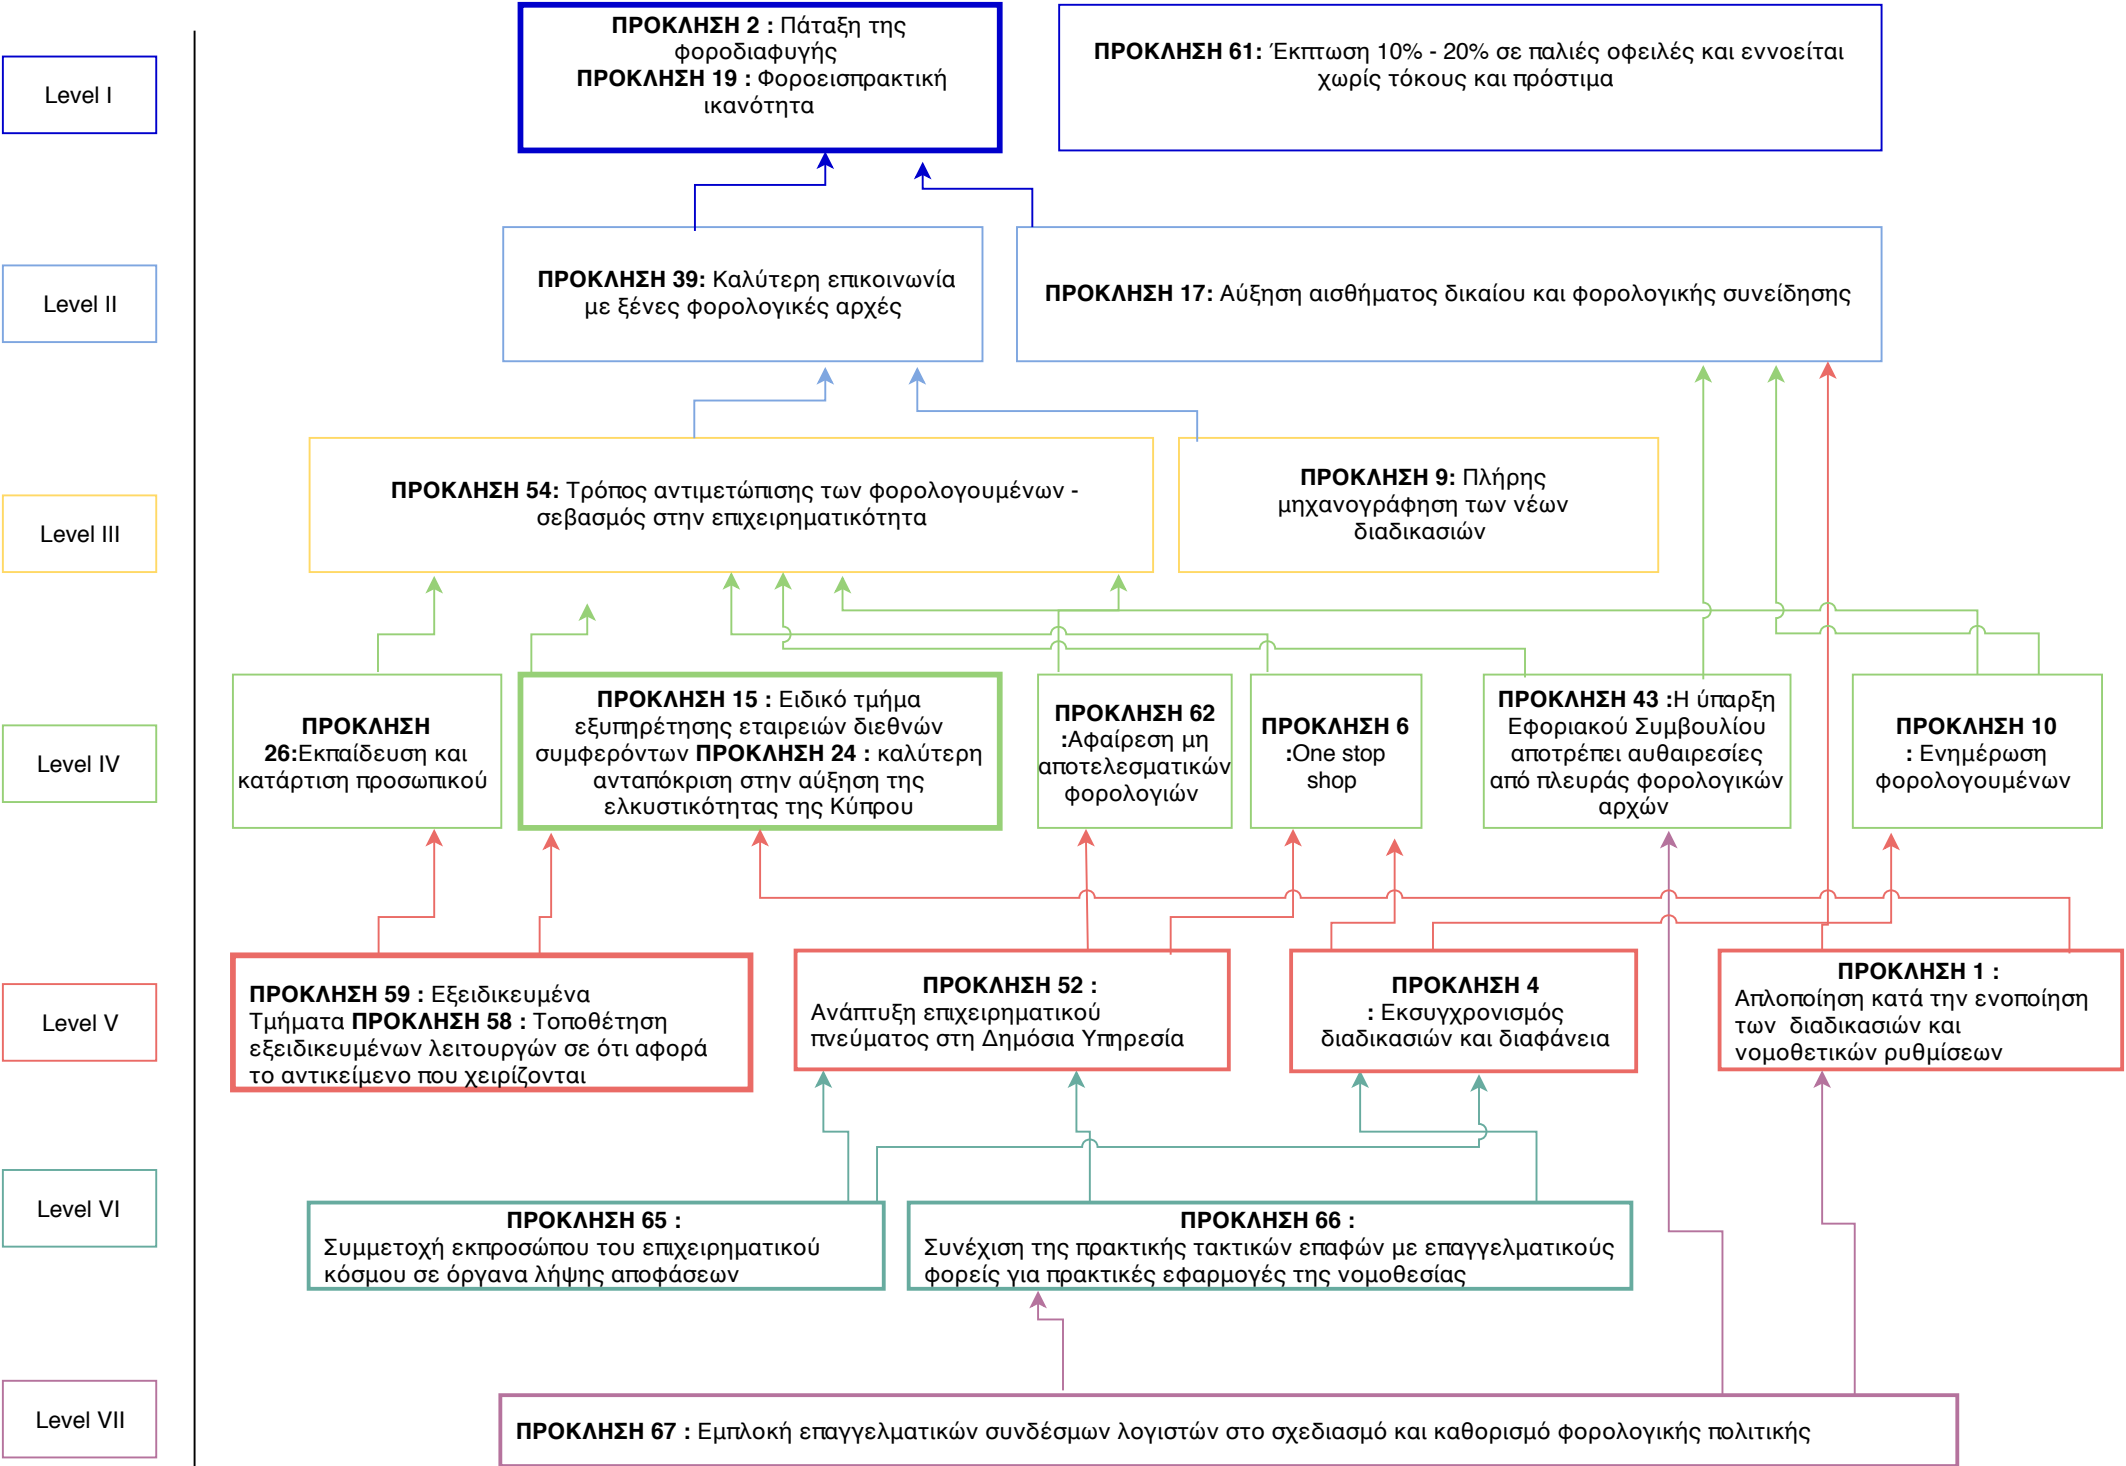 Level I
ΠΡΟΚΛΗΣΗ 2 : Πάταξη της
φοροδιαφυγής
ΠΡΟΚΛΗΣΗ 19 : Φοροεισπρακτική
ικανότητα
ΠΡΟΚΛΗΣΗ 61: Έκπτωση 10% - 20% σε παλιές οφειλές και εννοείται
χωρίς τόκους και πρόστιμα
Level II
ΠΡΟΚΛΗΣΗ 39: Καλύτερη επικοινωνία
με ξένες φορολογικές αρχές
ΠΡΟΚΛΗΣΗ 17: Αύξηση αισθήματος δικαίου και φορολογικής συνείδησης
Level III
ΠΡΟΚΛΗΣΗ 54: Τρόπος αντιμετώπισης των φορολογουμένων -
σεβασμός στην επιχειρηματικότητα
ΠΡΟΚΛΗΣΗ 9: Πλήρης
μηχανογράφηση των νέων
διαδικασιών
Level IV
ΠΡΟΚΛΗΣΗ
26:Εκπαίδευση και
κατάρτιση προσωπικού
ΠΡΟΚΛΗΣΗ 15 : Ειδικό τμήμα
εξυπηρέτησης εταιρειών διεθνών
συμφερόντων ΠΡΟΚΛΗΣΗ 24 : καλύτερη
ανταπόκριση στην αύξηση της
ελκυστικότητας της Κύπρου
ΠΡΟΚΛΗΣΗ 62
:Αφαίρεση μη
αποτελεσματικών
φορολογιών
ΠΡΟΚΛΗΣΗ 6
:One stop
shop
ΠΡΟΚΛΗΣΗ 43 :Η ύπαρξη
Εφοριακού Συμβουλίου
αποτρέπει αυθαιρεσίες
από πλευράς φορολογικών
αρχών
ΠΡΟΚΛΗΣΗ 10
: Ενημέρωση
φορολογουμένων
Level V
ΠΡΟΚΛΗΣΗ 59 : Εξειδικευμένα
Τμήματα ΠΡΟΚΛΗΣΗ 58 : Τοποθέτηση
εξειδικευμένων λειτουργών σε ότι αφορά
το αντικείμενο που χειρίζονται
ΠΡΟΚΛΗΣΗ 52 :
Ανάπτυξη επιχειρηματικού
πνεύματος στη Δημόσια Υπηρεσία
ΠΡΟΚΛΗΣΗ 4
: Εκσυγχρονισμός
διαδικασιών και διαφάνεια
ΠΡΟΚΛΗΣΗ 1 :
Απλοποίηση κατά την ενοποίηση
των  διαδικασιών και
νομοθετικών ρυθμίσεων
Level VI
ΠΡΟΚΛΗΣΗ 65 :
Συμμετοχή εκπροσώπου του επιχειρηματικού
κόσμου σε όργανα λήψης αποφάσεων
ΠΡΟΚΛΗΣΗ 66 :
Συνέχιση της πρακτικής τακτικών επαφών με επαγγελματικούς
φορείς για πρακτικές εφαρμογές της νομοθεσίας
Level VII
ΠΡΟΚΛΗΣΗ 67 : Εμπλοκή επαγγελματικών συνδέσμων λογιστών στο σχεδιασμό και καθορισμό φορολογικής πολιτικής